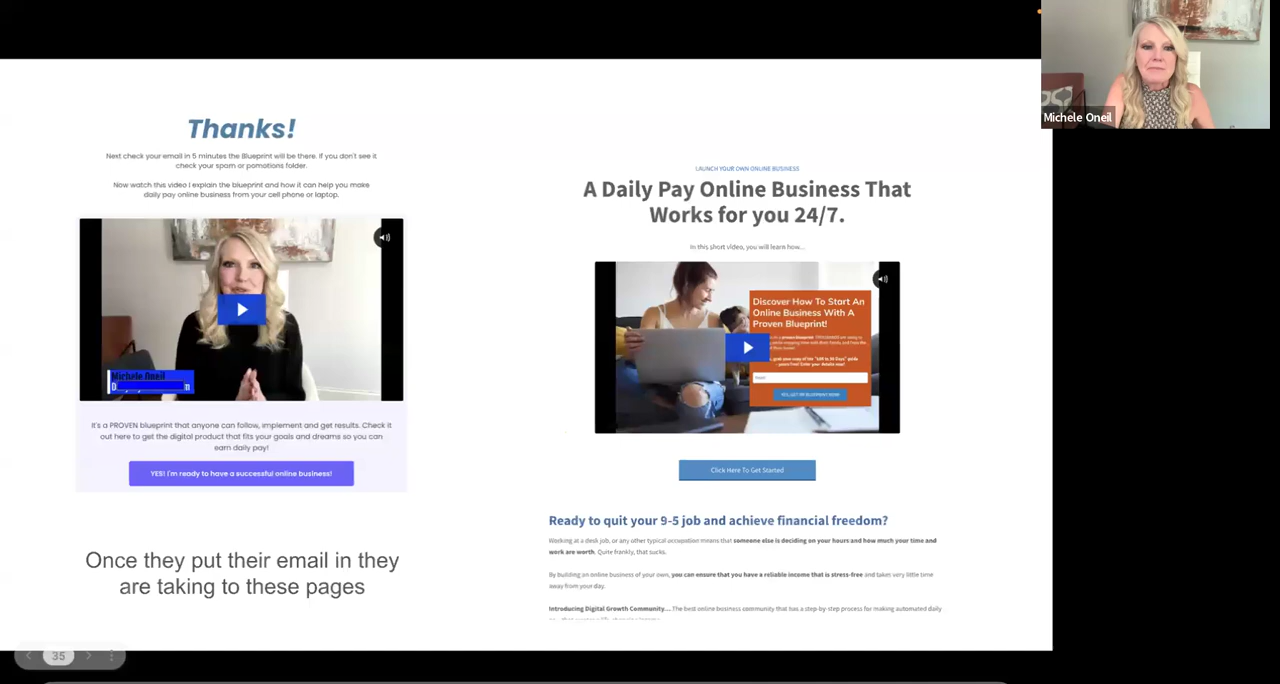 Michele Oneil
Thanks!
Next check your email in 5 minutes the Blueprint will be there. If you don't see it
check your spam or pomotions folder.
Now watch this video I explain the blueprint and how it can help you make
daily pay online business from your cell phone or laptop.
Michele Oneil
It's a PROVEN blueprint that anyone can follow, implement and get results. Check it
out here to get the digital product that fits your goals and dreams so you can
earn daily pay!
YES! I'm ready to have a successful online business!
Once they put their email in they
are taking to these pages
LAUNCH YOUR OWN ONLINE BUSINESS
A Daily Pay Online Business That
Works for you 24/7.
In this short video, you will learn how...
Discover How To Start An
Online Business With A
Proven Blueprint!
YES, GET MY BLUEPRINT NOW!
Click Here To Get Started
Ready to quit your 9-5 job and achieve financial freedom?
Working at a desk job, or any other typical occupation means that someone else is deciding on your hours and how much your time and
work are worth. Quite frankly, that sucks.
By building an online business of your own, you can ensure that you have a reliable income that is stress-free and takes very little time
away from your day.
Introducing Digital Growth Community.... The best online business community that has a step-by-step process for making automated daily
35